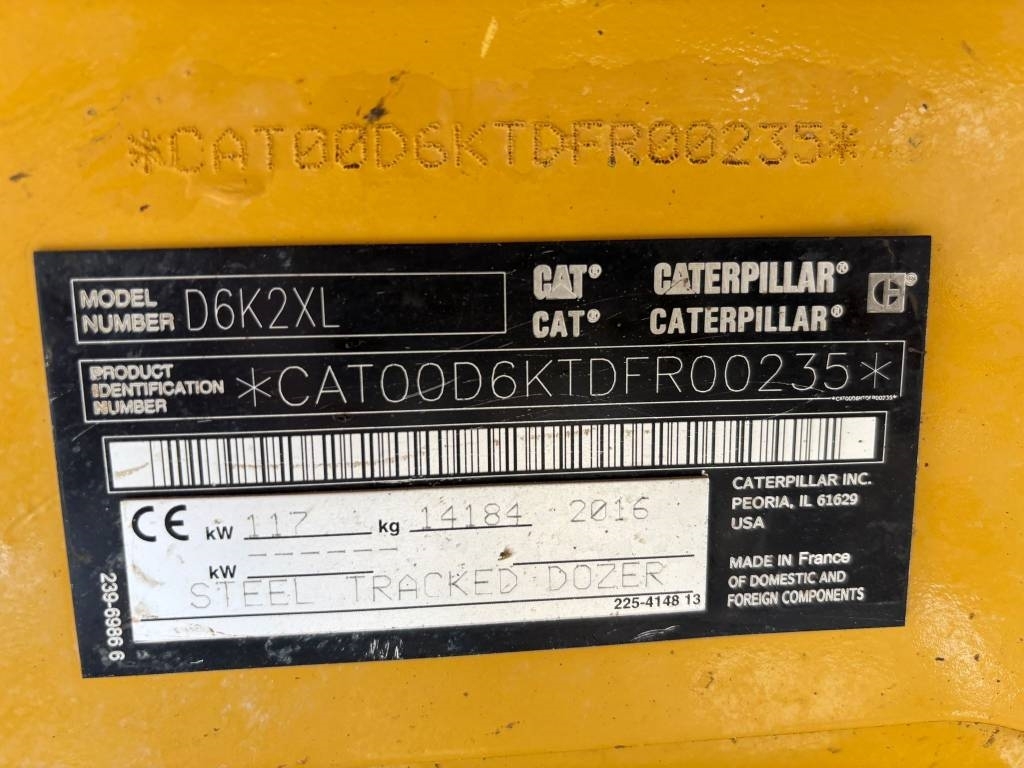 *CAT00D6KTDFR00235*
MODEL NUMBER D6K2XL
CAT® CATERPILLAR®
CAT® CATERPILLAR®
PRODUCT IDENTIFICATION NUMBER *CAT00D6KTDFR00235*
*CAT00D6KTDFR00235*
CATERPILLAR INC.
PEORIA, IL 61629
USA
CE kW 117 kg 14184 2016
kW -------
STEEL TRACKED DOZER
225-4148 13
MADE IN France
OF DOMESTIC AND
FOREIGN COMPONENTS
239-6986 6